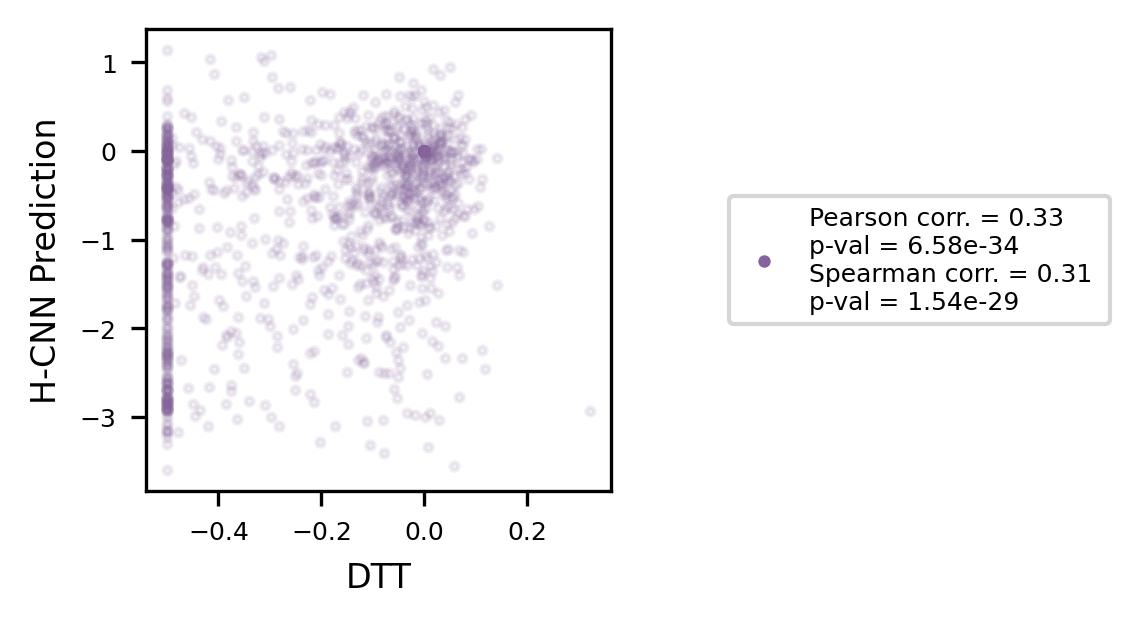 1
0
−1
−2
−3
H-CNN Prediction
−0.4
−0.2
0.0
0.2
DTT
Pearson corr. = 0.33
p-val = 6.58e-34
Spearman corr. = 0.31
p-val = 1.54e-29